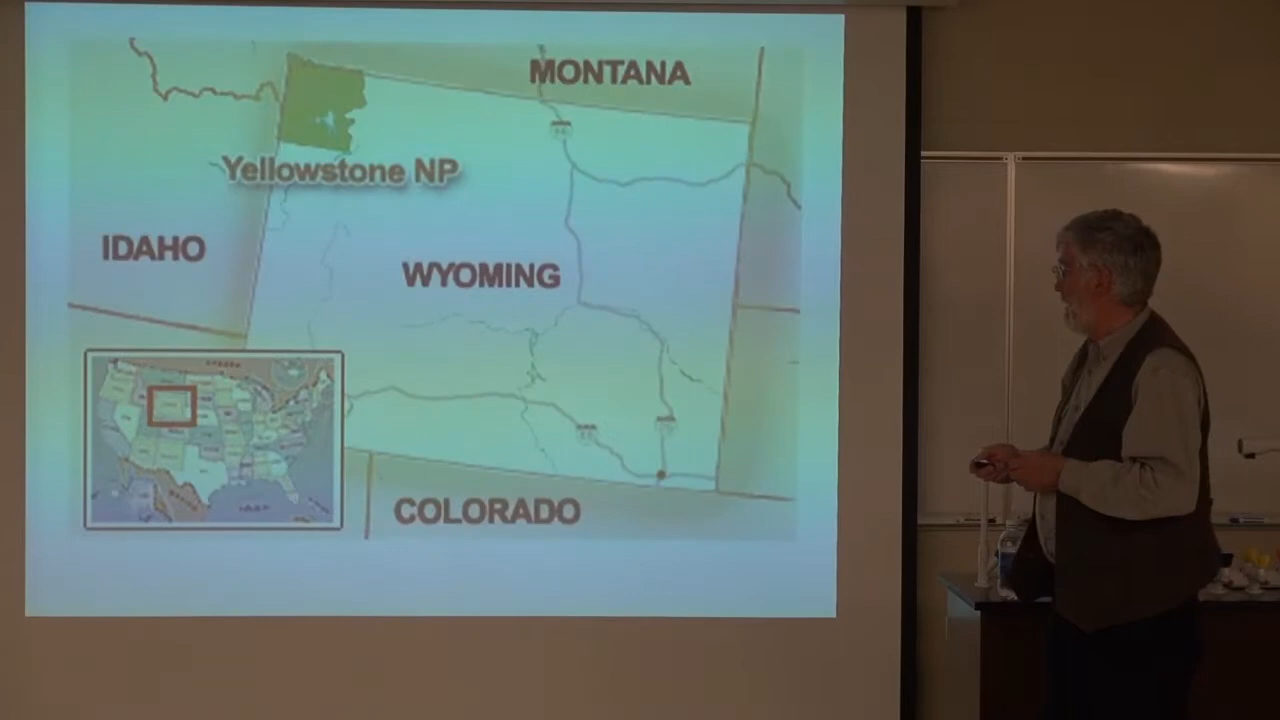 MONTANA
Yellowstone NP
IDAHO
WYOMING
COLORADO